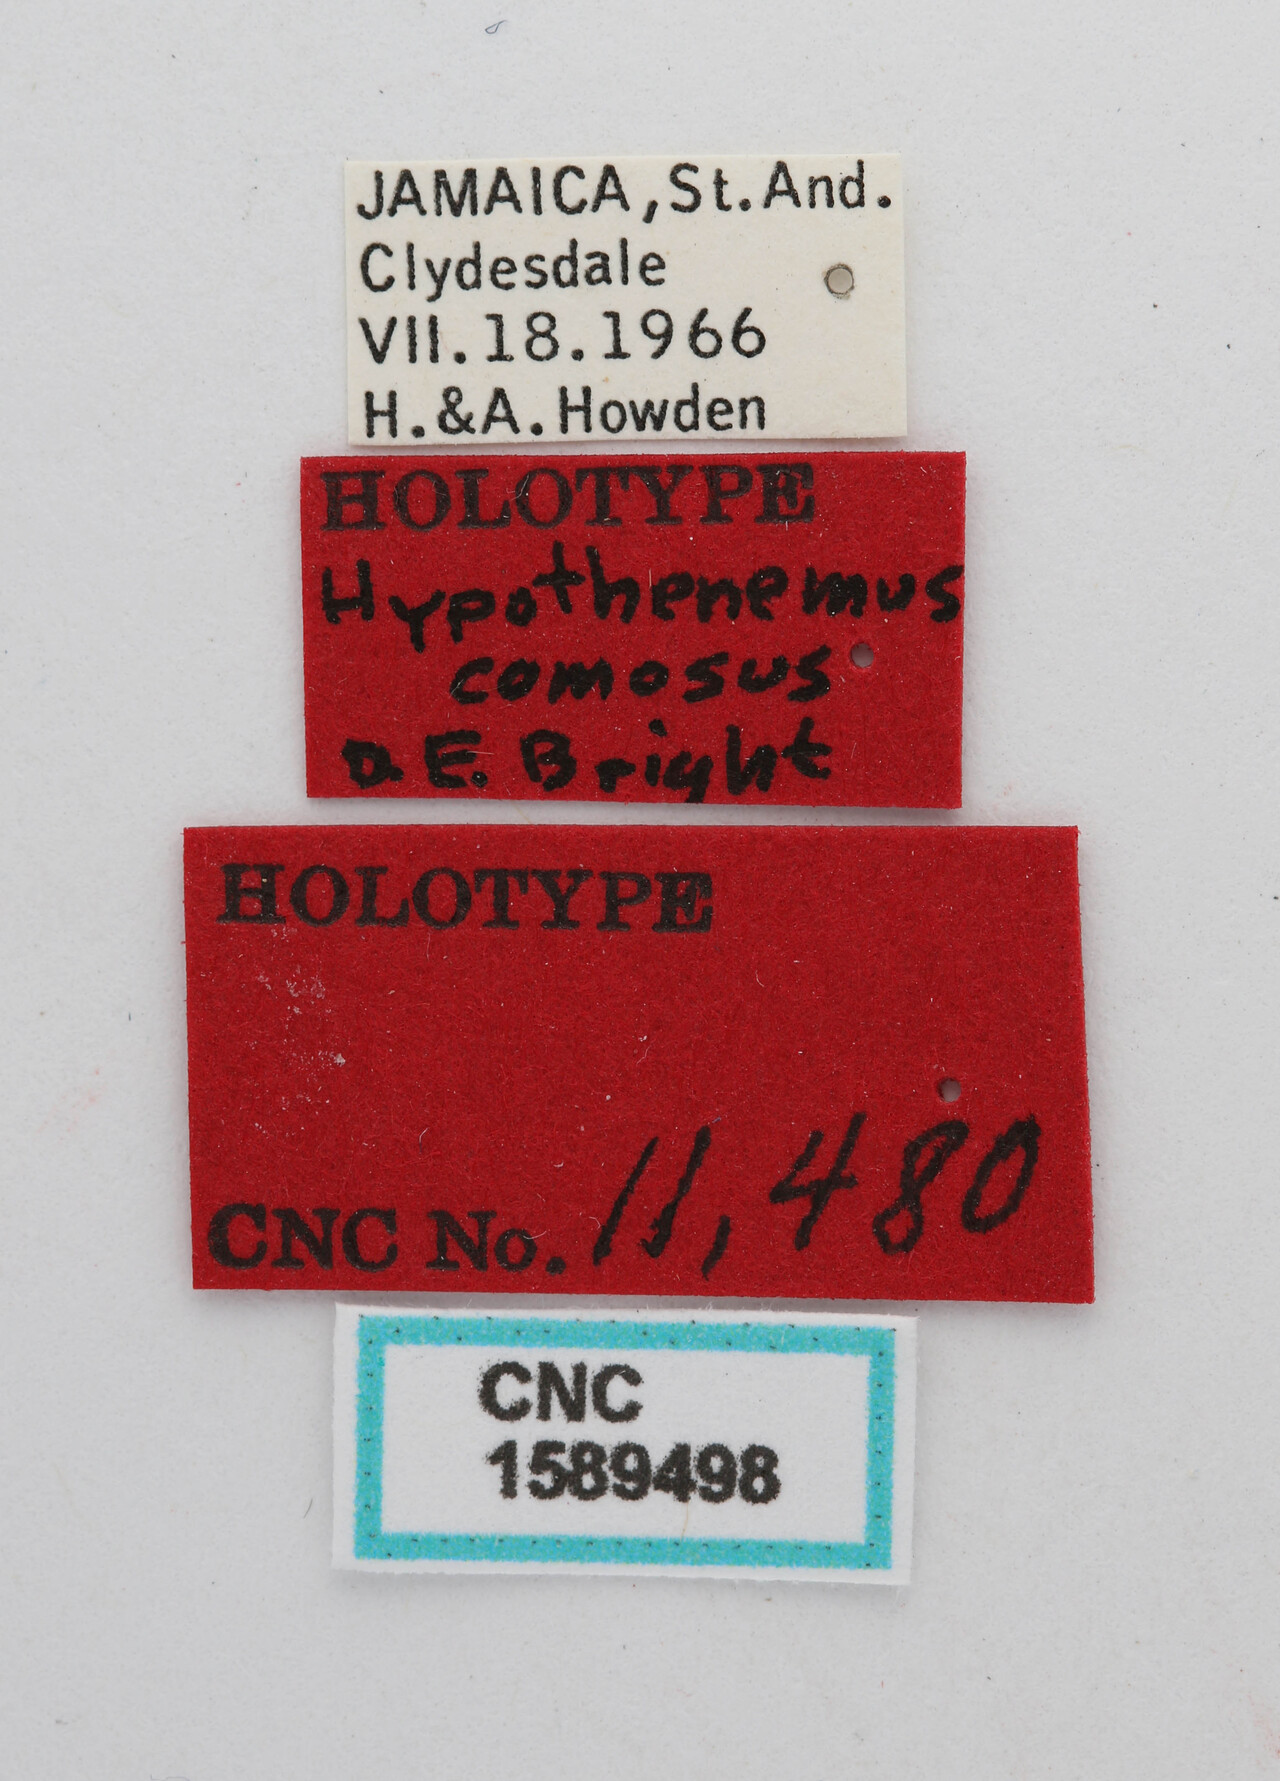 JAMAICA, St. And.
Clydesdale
VII.18.1966
H.&A. Howden
HOLOTYPE
Hypothenemus
comosus
D.E. Bright
HOLOTYPE
CNC No. 11,480
CNC
1589498